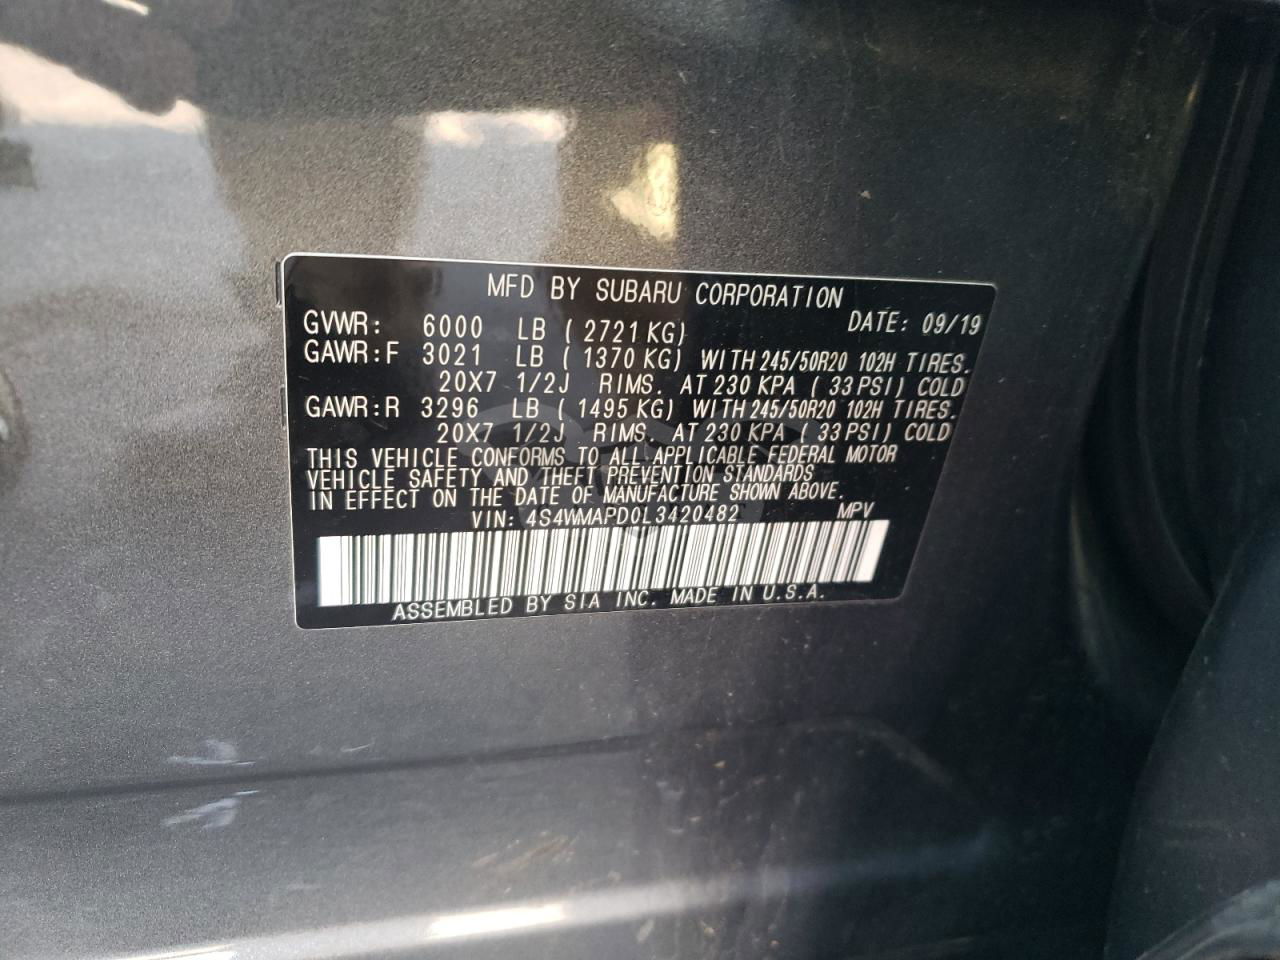 MFD BY SUBARU CORPORATION
GVWR: 6000 LB ( 2721 KG) DATE: 09/19
GAWR:F 3021 LB ( 1370 KG) WITH 245/50R20 102H TIRES.
20X7 1/2J RIMS. AT 230 KPA ( 33 PSI) COLD
GAWR:R 3296 LB ( 1495 KG) WITH 245/50R20 102H TIRES.
20X7 1/2J RIMS. AT 230 KPA ( 33 PSI) COLD
THIS VEHICLE CONFORMS TO ALL APPLICABLE FEDERAL MOTOR
VEHICLE SAFETY AND THEFT PREVENTION STANDARDS
IN EFFECT ON THE DATE OF MANUFACTURE SHOWN ABOVE.
VIN: 4S4WMAPD0L3420482 MPV
ASSEMBLED BY SIA INC. MADE IN U.S.A.